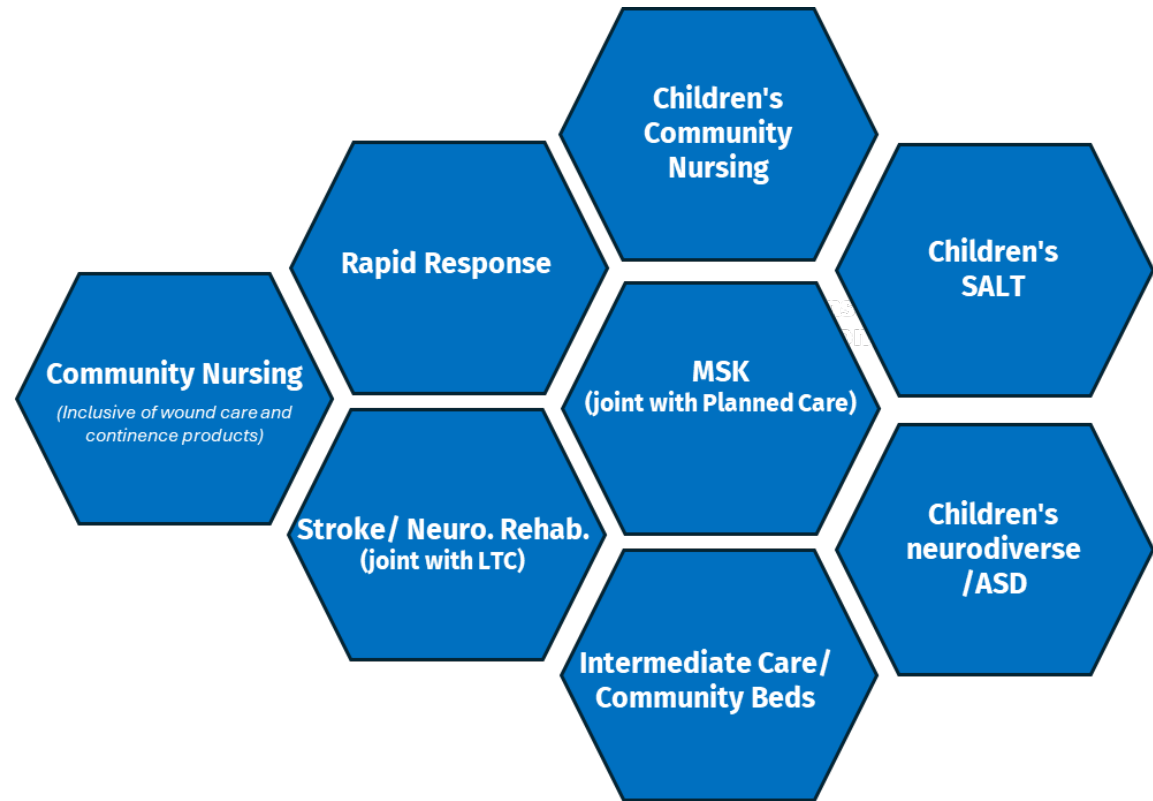 Children's
Community
Nursing
Rapid Response
Children's
SALT
Community Nursing
(Inclusive of wound care and
continence products)
MSK
(joint with Planned Care)
Stroke/ Neuro. Rehab.
(joint with LTC)
Children's
neurodiverse
/ASD
Intermediate Care/
Community Beds